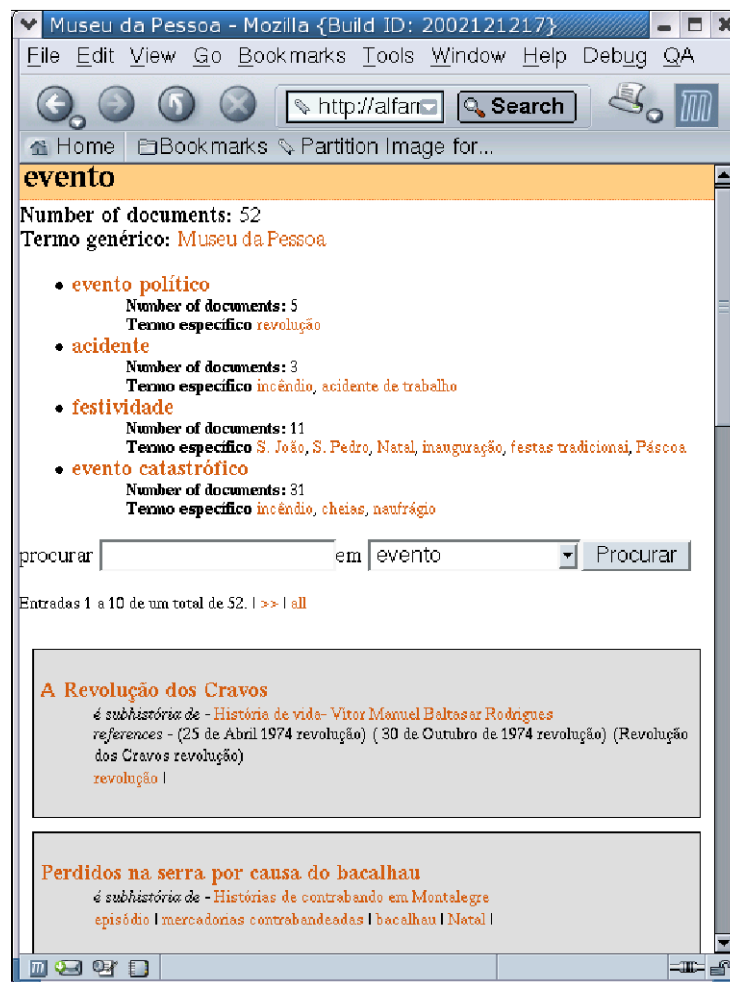 Museu da Pessoa - Mozilla {Build ID: 2002121217}
File Edit View Go Bookmarks Tools Window Help Debug QA
http://alfarr Search
Home Bookmarks Partition Image for...
evento
Number of documents: 52
Termo genérico: Museu da Pessoa
• evento político
Number of documents: 5
Termo específico revolução
• acidente
Number of documents: 3
Termo específico incêndio, acidente de trabalho
• festividade
Number of documents: 11
Termo específico S. João, S. Pedro, Natal, inauguração, festas tradicionai, Páscoa
• evento catastrófico
Number of documents: 31
Termo específico incêndio, cheias, naufrágio
procurar em evento Procurar
Entradas 1 a 10 de um total de 52. | >> | all
A Revolução dos Cravos
é subhistória de - História de vida- Vitor Manuel Baltasar Rodrigues
references - (25 de Abril 1974 revolução) ( 30 de Outubro de 1974 revolução) (Revolução
dos Cravos revolução)
revolução |
Perdidos na serra por causa do bacalhau
é subhistória de - Histórias de contrabando em Montalegre
episódio | mercadorias contrabandeadas | bacalhau | Natal |